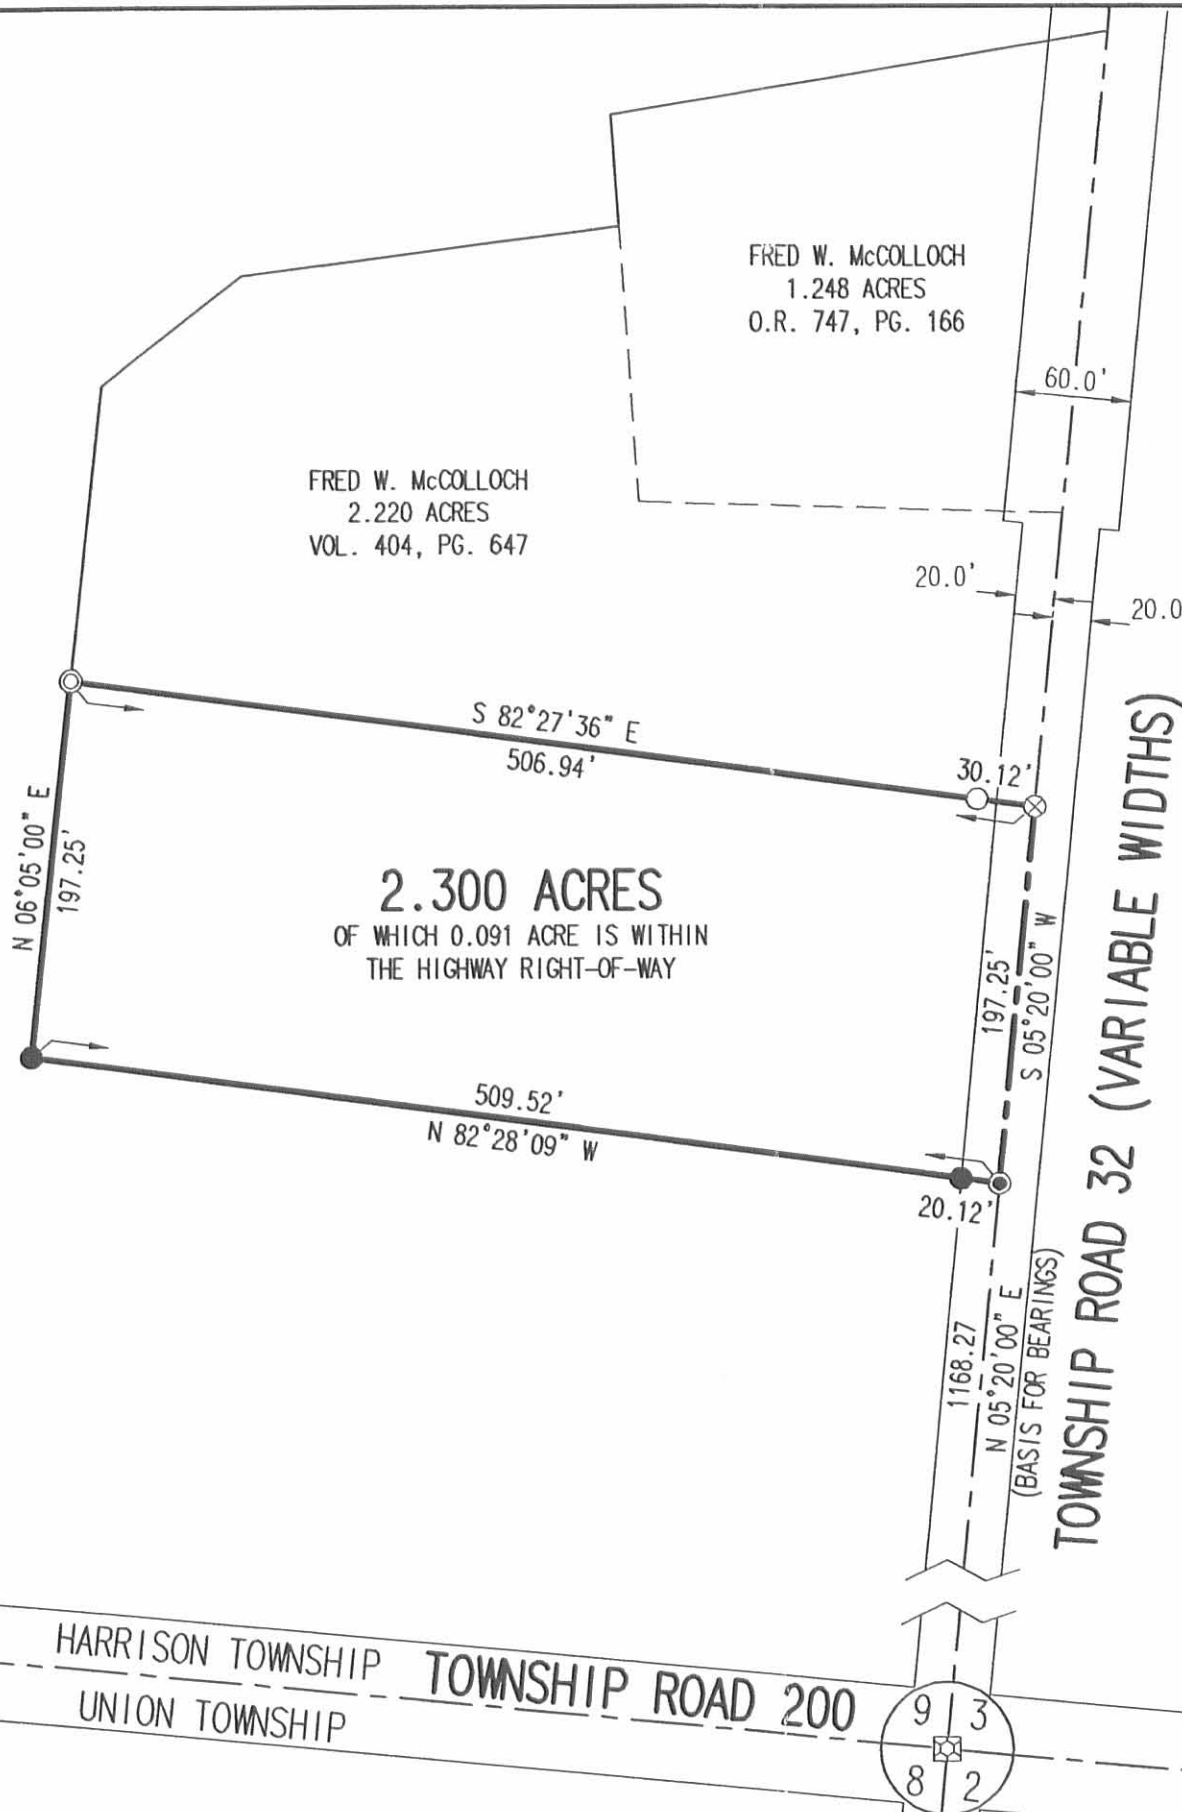 FRED W. McCOLLOCH
1.248 ACRES
O.R. 747, PG. 166
60.0'
FRED W. McCOLLOCH
2.220 ACRES
VOL. 404, PG. 647
20.0'
20.0
S 82°27'36" E
506.94'
30.12'
N 06°05'00" E
197.25'
2.300 ACRES
OF WHICH 0.091 ACRE IS WITHIN
THE HIGHWAY RIGHT-OF-WAY
197.25'
S 05°20'00" W
TOWNSHIP ROAD 32 (VARIABLE WIDTHS)
509.52'
N 82°28'09" W
20.12'
1168.27
N 05°20'00" E
(BASIS FOR BEARINGS)
HARRISON TOWNSHIP
TOWNSHIP ROAD 200
UNION TOWNSHIP
9 3
8 2